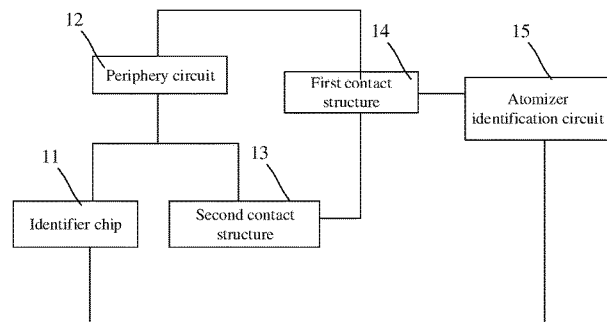 12
14
15
Periphery circuit
First contact
structure
Atomizer
identification circuit
11
13
Identifier chip
Second contact
structure